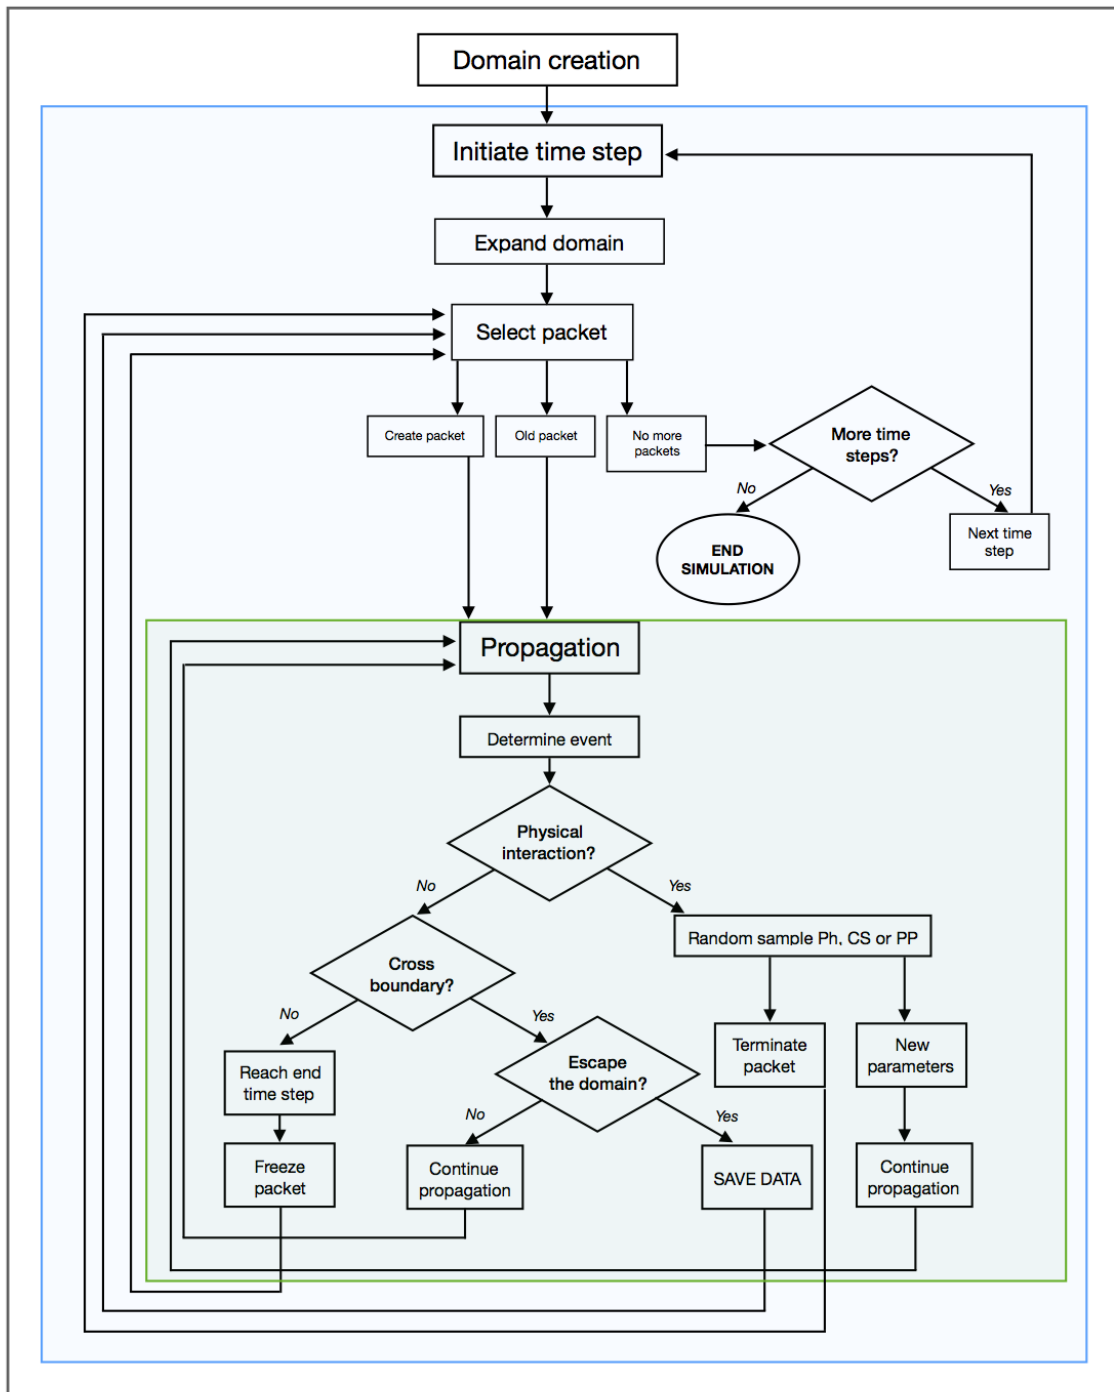 Domain creation
Initiate time step
Expand domain
Select packet
Create packet
Old packet
No more
packets
More time
steps?
No
Yes
END
SIMULATION
Next time
step
Propagation
Determine event
Physical
interaction?
No
Yes
Random sample Ph, CS or PP
Cross
boundary?
No
Yes
Escape
the domain?
Terminate
packet
New
parameters
Reach end
time step
No
Yes
Freeze
packet
Continue
propagation
SAVE DATA
Continue
propagation